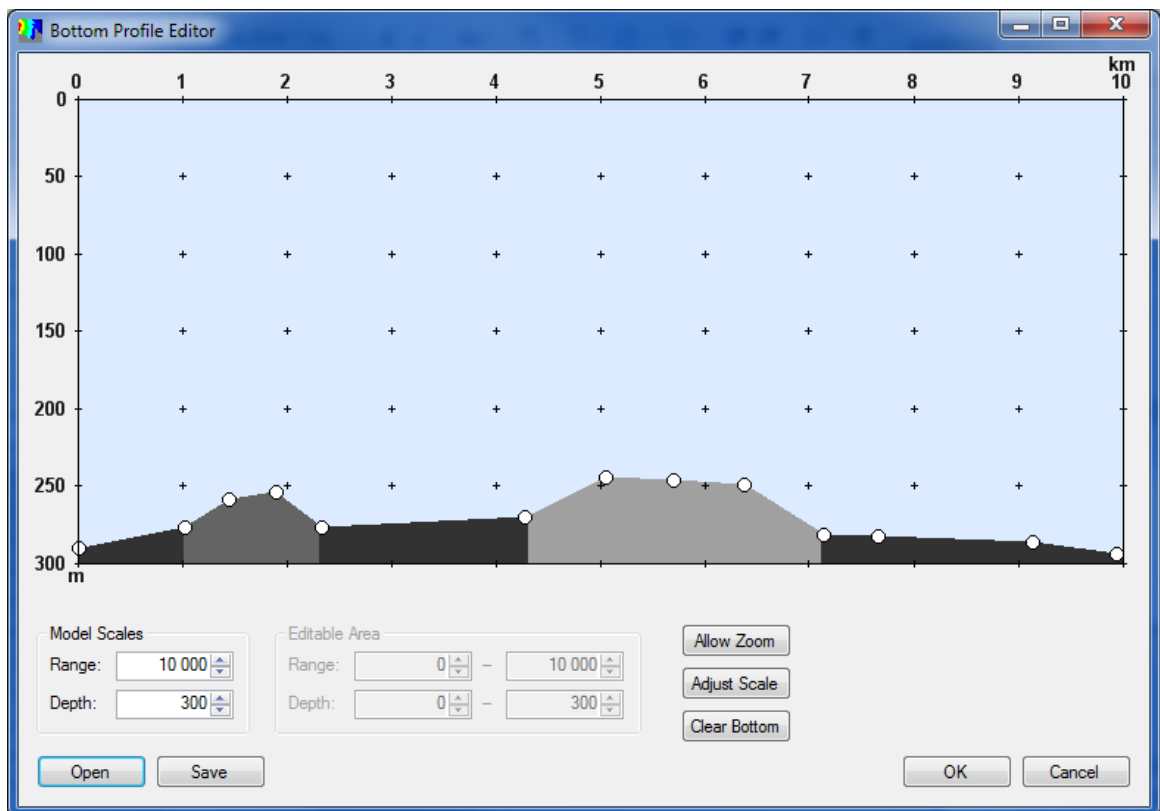 Bottom Profile Editor
km
0 1 2 3 4 5 6 7 8 9 10
0
50
100
150
200
250
300
m
Model Scales
Range: 10 000
Depth: 300
Editable Area
Range: 0 – 10 000
Depth: 0 – 300
Allow Zoom
Adjust Scale
Clear Bottom
Open Save OK Cancel